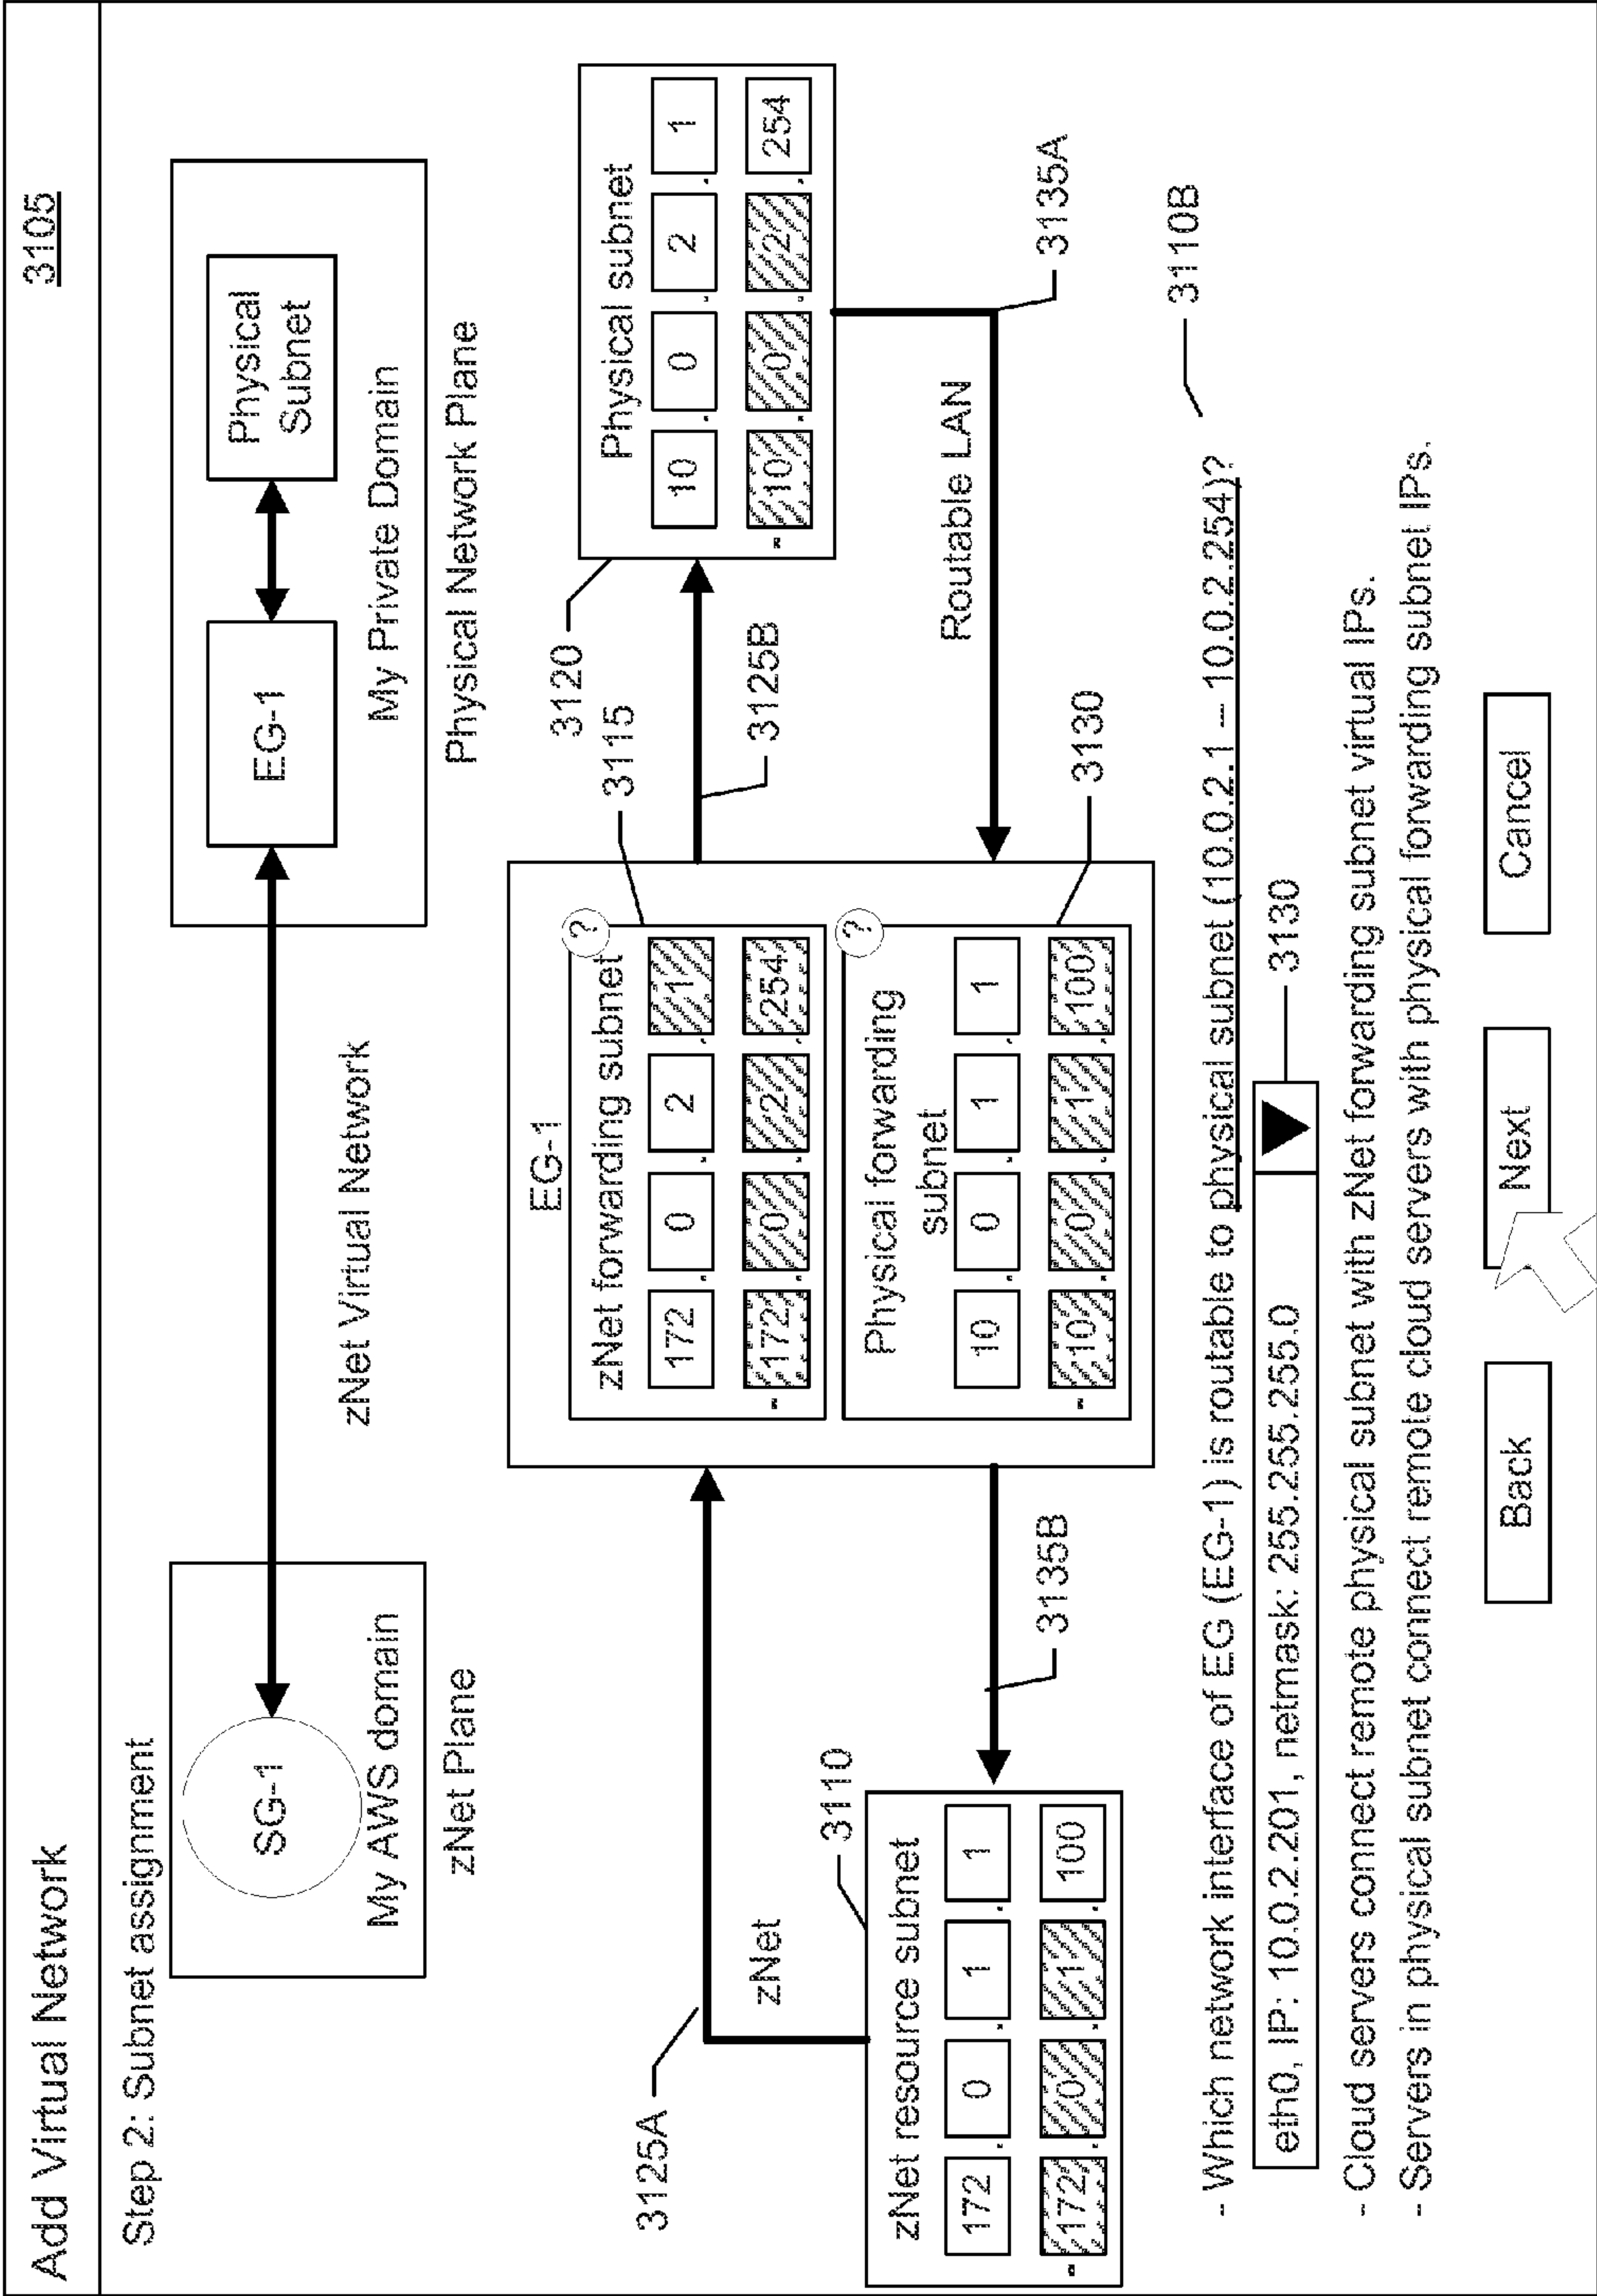 3105
Add Virtual Network
Step 2: Subnet assignment
SG-1
My AWS domain
zNet Plane
zNet Virtual Network
EG-1
Physical
Subnet
My Private Domain
Physical Network Plane
3125A
zNet
3110
zNet resource subnet
172 . 0 . 1 . 1
- 172 . 0 . 1 . 100
3135B
EG-1
zNet forwarding subnet
?
172 . 0 . 2 . 1
- 172 . 0 . 2 . 254
Physical forwarding
subnet
?
10 . 0 . 1 . 1
- 10 . 0 . 1 . 100
3115
3125B
3120
3130
Physical subnet
10 . 0 . 2 . 1
- 10 . 0 . 2 . 254
Routable LAN
3135A
3110B
- Which network interface of EG (EG-1) is routable to physical subnet (10.0.2.1 – 10.0.2.254)?
eth0, IP: 10.0.2.201, netmask: 255.255.255.0
3130
- Cloud servers connect remote physical subnet with zNet forwarding subnet virtual IPs.
- Servers in physical subnet connect remote cloud servers with physical forwarding subnet IPs.
Back
Next
Cancel